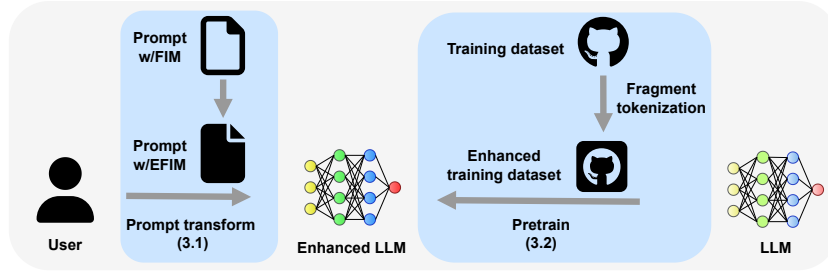 Prompt
w/FIM
Training dataset
Fragment
tokenization
Prompt
w/EFIM
Enhanced
training dataset
User
Prompt transform
(3.1)
Enhanced LLM
Pretrain
(3.2)
LLM